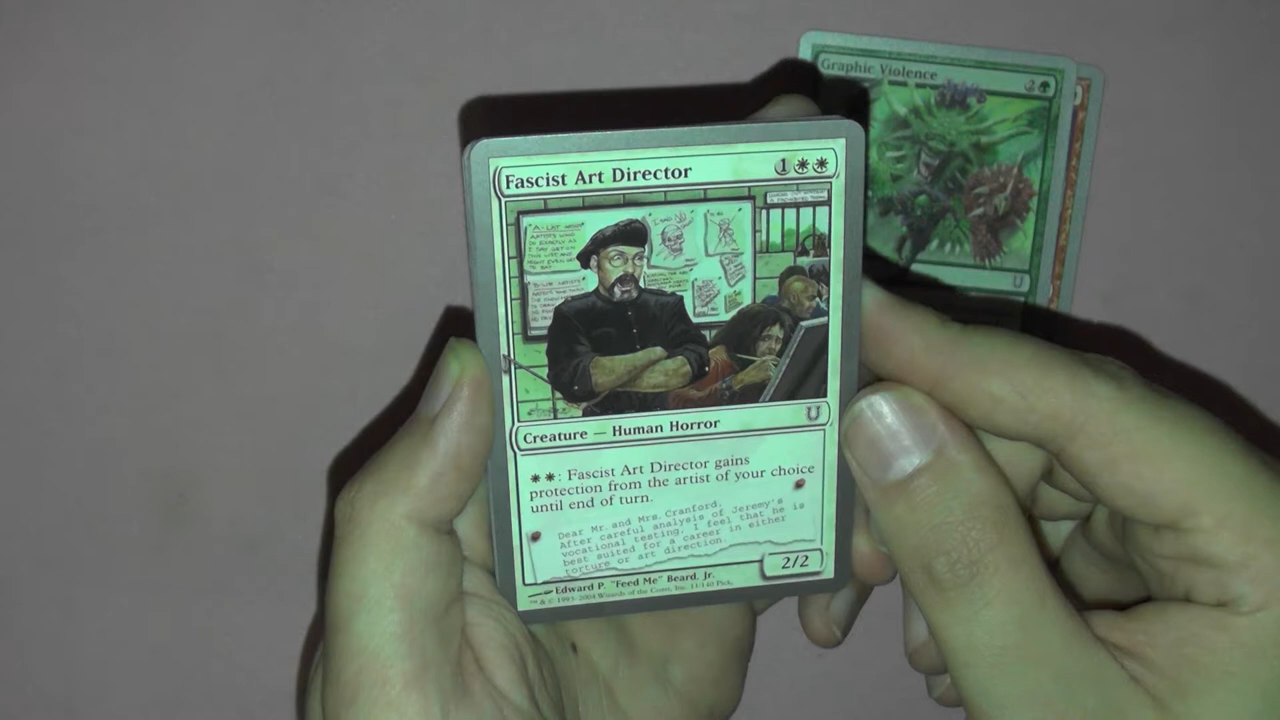 Graphic Violence 2
Fascist Art Director 1
Creature — Human Horror
: Fascist Art Director gains
protection from the artist of your choice
until end of turn.
Dear Mr. and Mrs. Cranford,
After careful analysis of Jeremy's
vocational testing, I feel that he is
best suited for a career in either
torture or art direction.
2/2
Edward P. "Feed Me" Beard, Jr.
™ & © 1993-2004 Wizards of the Coast, Inc. 11/140